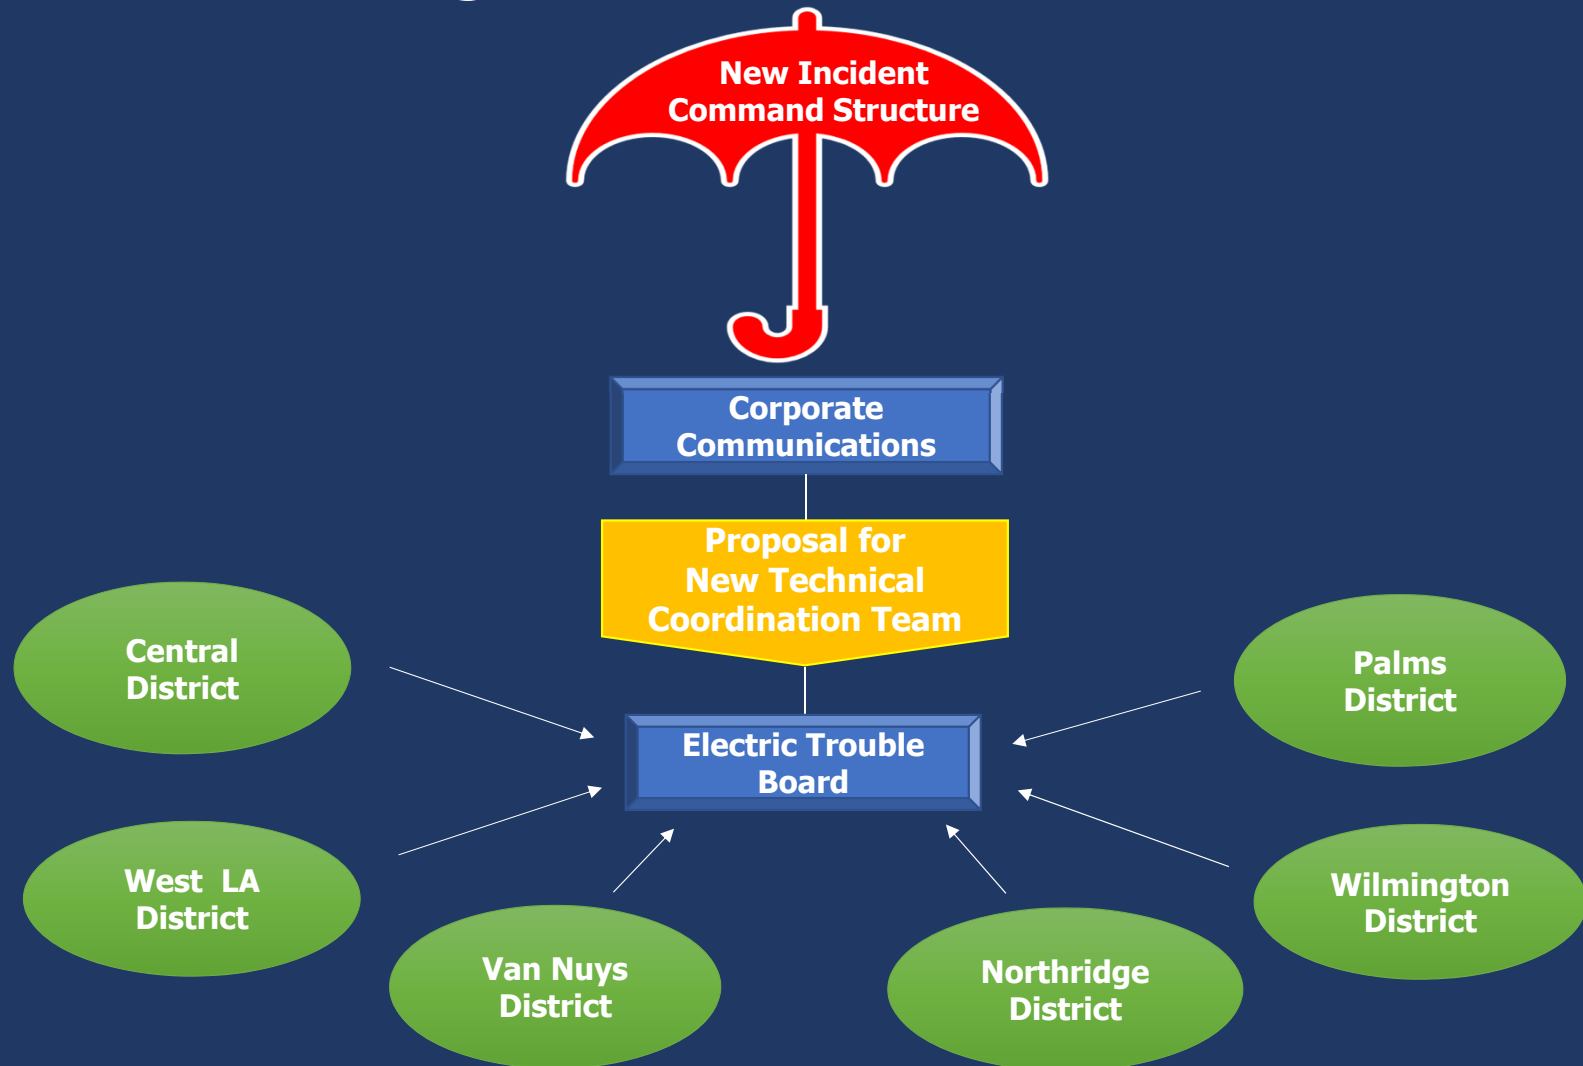 New Incident
Command Structure
Corporate
Communications
Proposal for
New Technical
Coordination Team
Central
District
Palms
District
Electric Trouble
Board
West  LA
District
Wilmington
District
Van Nuys
District
Northridge
District